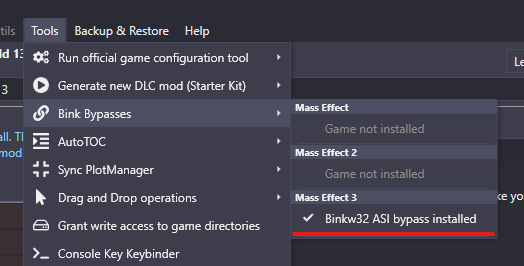 tils Tools Backup & Restore Help
ld 13
Run official game configuration tool
Le
Generate new DLC mod (Starter Kit)
3
Bink Bypasses
Mass Effect
all. Th
AutoTOC
Game not installed
mod
Mass Effect 2
Sync PlotManager
Game not installed
Drag and Drop operations
Mass Effect 3
ke yo
Grant write access to game directories
Binkw32 ASI bypass installed
Console Key Keybinder